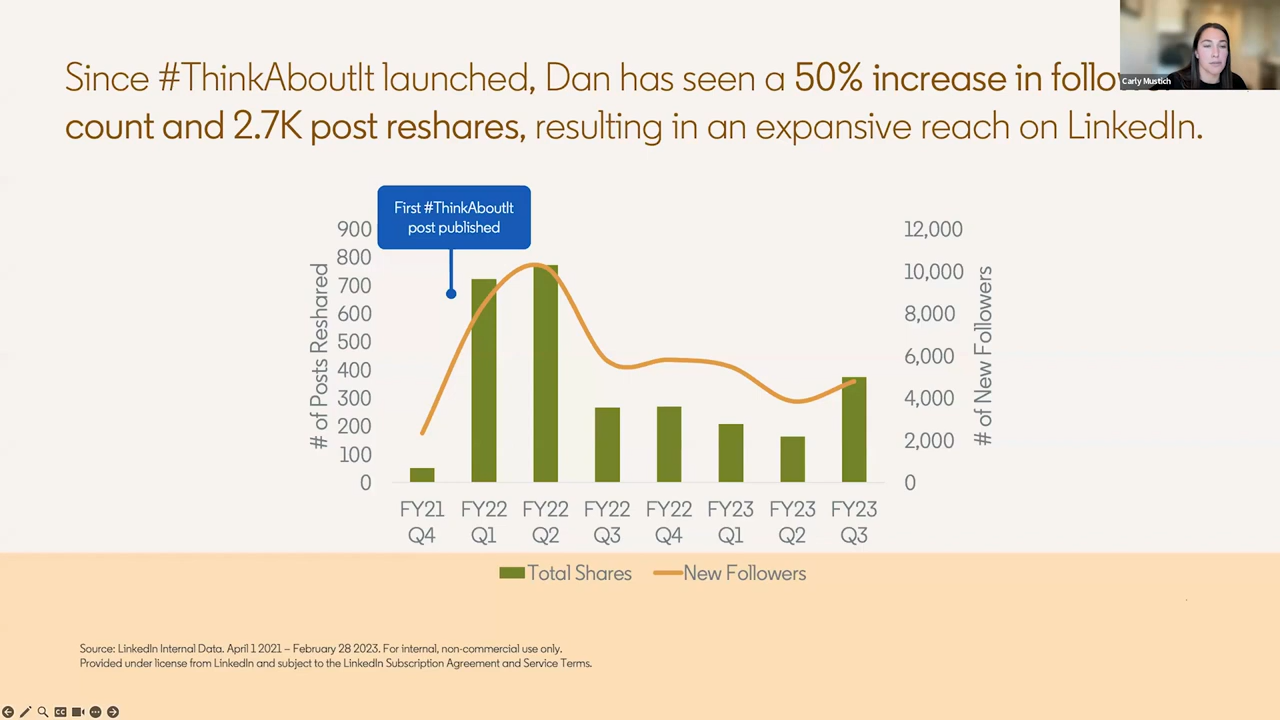 Since #ThinkAboutIt launched, Dan has seen a 50% increase in
count and 2.7K post reshares, resulting in an expansive reach on LinkedIn.
Carly Mustich
First #ThinkAboutIt
post published
# of Posts Reshared
900
800
700
600
500
400
300
200
100
0
12,000
10,000
8,000
6,000
4,000
2,000
0
# of New Followers
FY21 FY22 FY22 FY22 FY22 FY23 FY23 FY23
Q4 Q1 Q2 Q3 Q4 Q1 Q2 Q3
Total Shares New Followers
Source: LinkedIn Internal Data. April 1 2021 – February 28 2023. For internal, non-commercial use only.
Provided under license from LinkedIn and subject to the LinkedIn Subscription Agreement and Service Terms.
CC